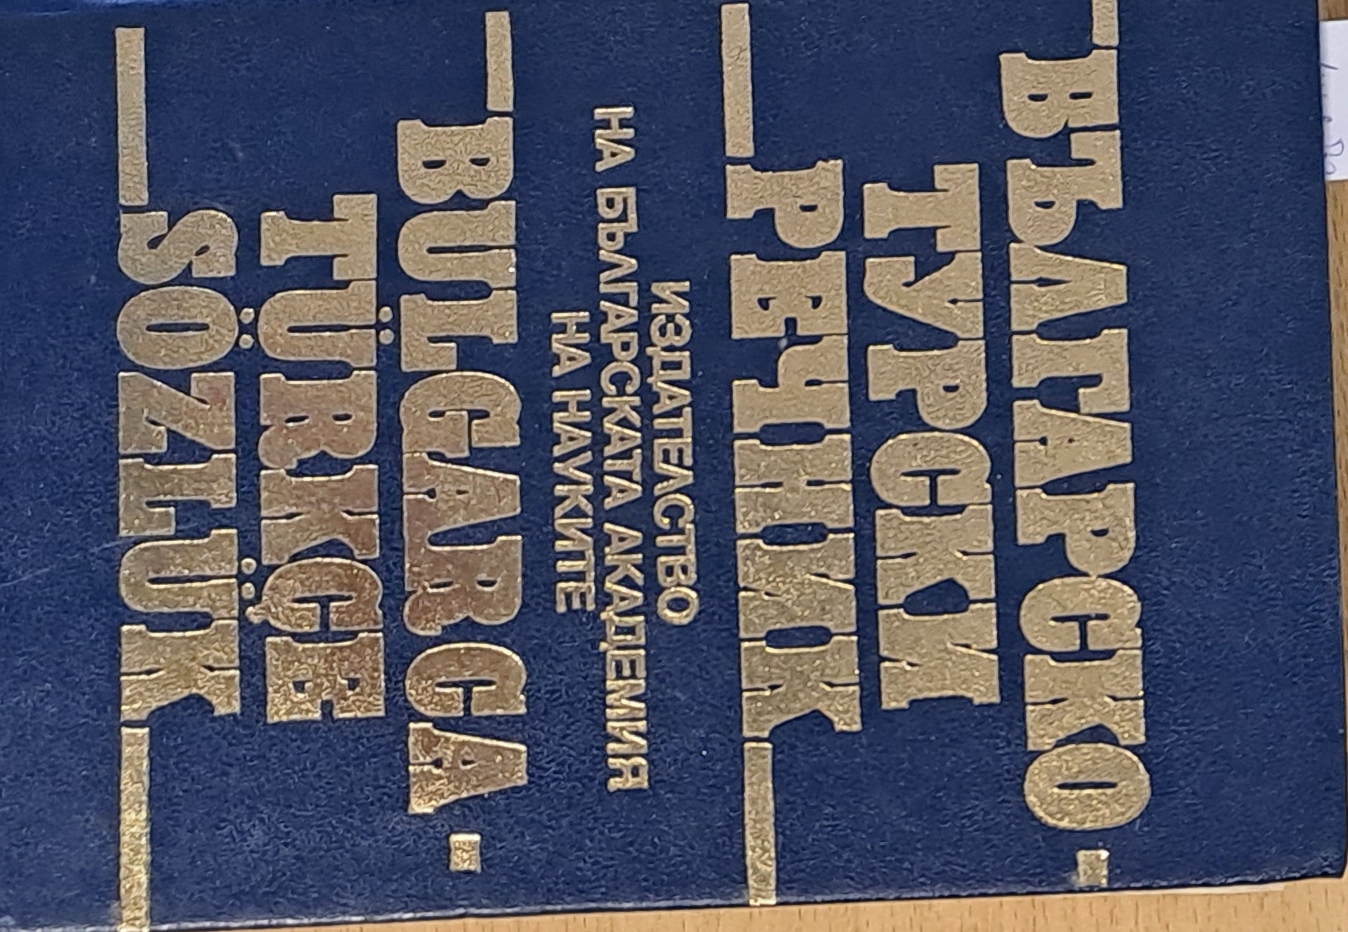 БЪЛГАРСКО-
ТУРСКИ
РЕЧНИК
ИЗДАТЕЛСТВО
НА БЪЛГАРСКАТА АКАДЕМИЯ
НА НАУКИТЕ
BULGARCA-
TÜRKÇE
SÖZLÜK